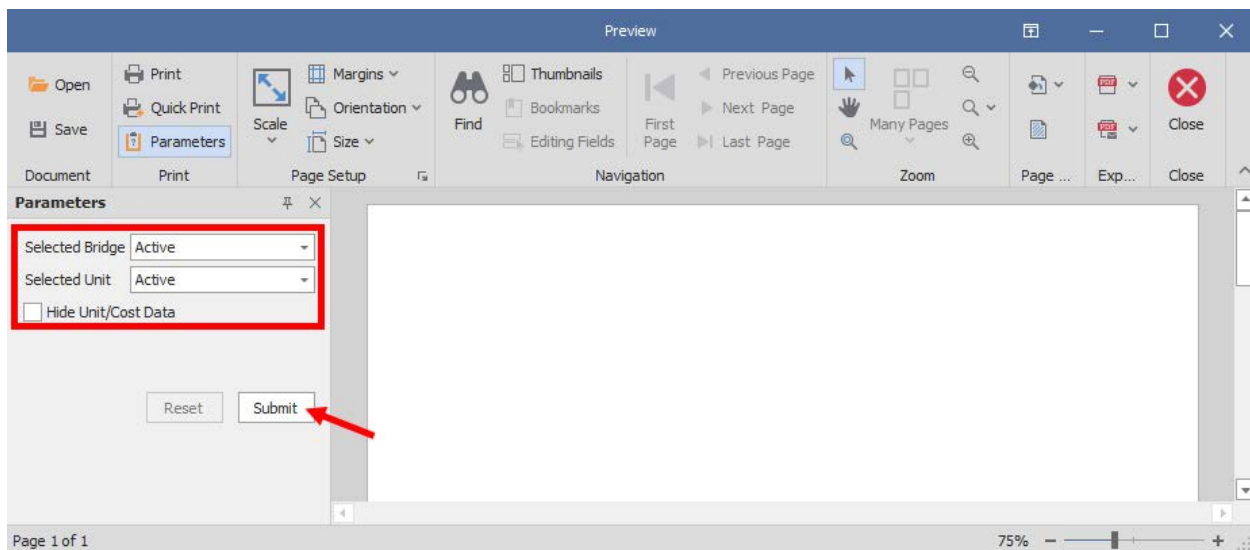 Preview
Open
Save
Document
Print
Quick Print
Parameters
Print
Scale
Margins
Orientation
Size
Page Setup
Find
Thumbnails
Bookmarks
Editing Fields
First Page
Previous Page
Next Page
Last Page
Navigation
Many Pages
Zoom
Page ...
PDF
PDF
Exp...
Close
Close
Parameters
Selected Bridge Active
Selected Unit Active
Hide Unit/Cost Data
Reset Submit
Page 1 of 1
75%